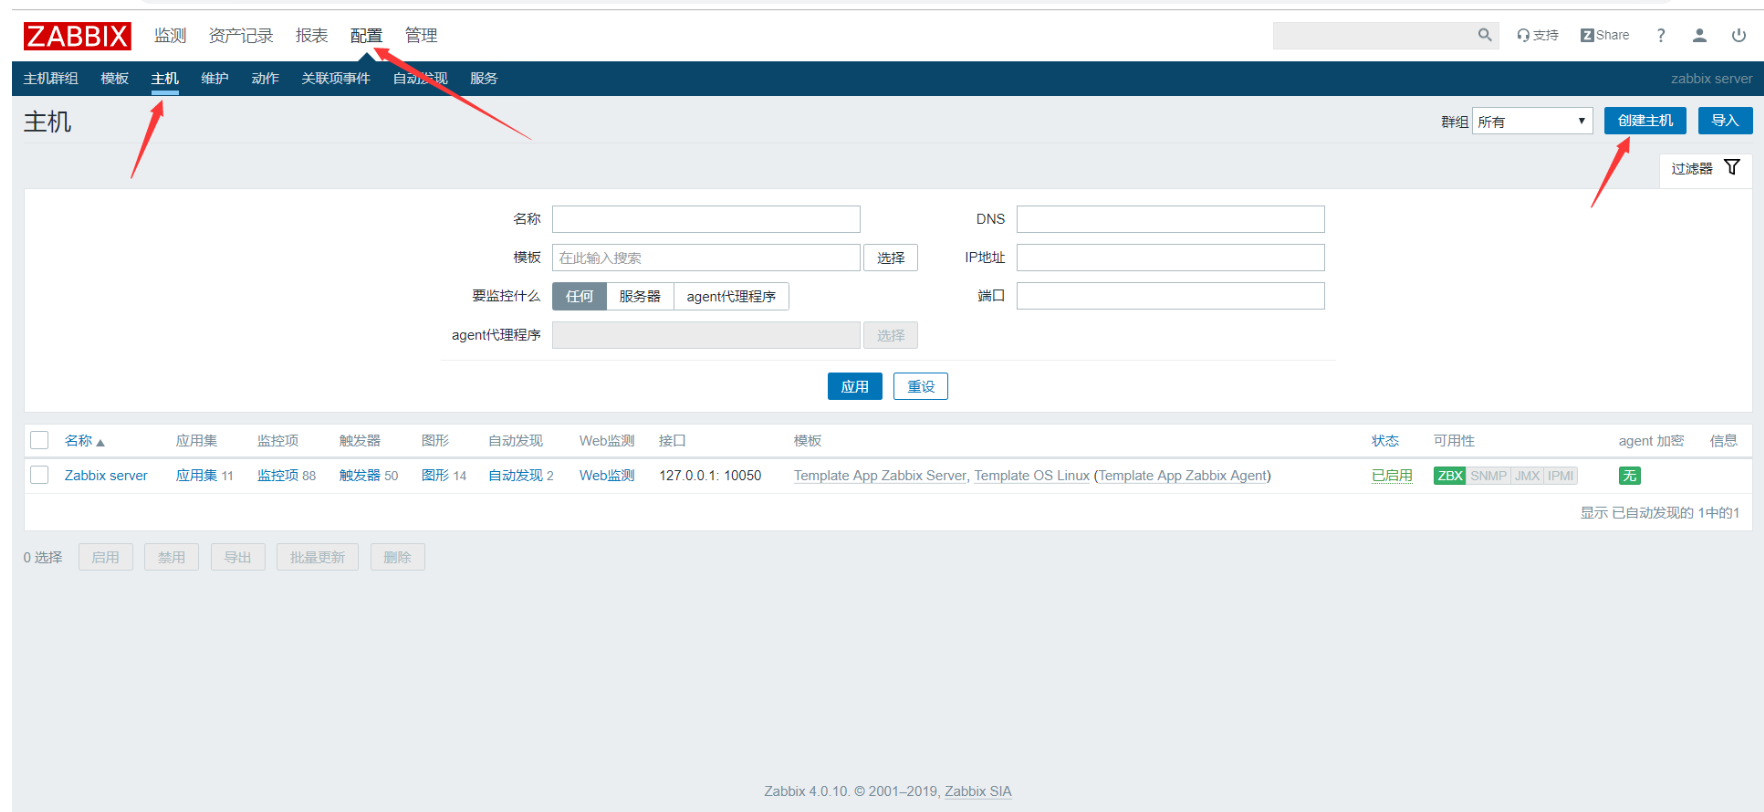 ZABBIX 监测 资产记录 报表 配置 管理 支持 Z Share ?
主机群组 模板 主机 维护 动作 关联项事件 自动发现 服务 zabbix server
主机 群组 所有 创建主机 导入
过滤器
名称 DNS
模板 在此输入搜索 选择 IP地址
要监控什么 任何 服务器 agent代理程序 端口
agent代理程序 选择
应用 重设
名称 应用集 监控项 触发器 图形 自动发现 Web监测 接口 模板 状态 可用性 agent 加密 信息
Zabbix server 应用集 11 监控项 88 触发器 50 图形 14 自动发现 2 Web监测 127.0.0.1: 10050 Template App Zabbix Server, Template OS Linux (Template App Zabbix Agent) 已启用 ZBX SNMP JMX IPMI 无
显示 已自动发现的 1中的1
0 选择 启用 禁用 导出 批量更新 删除
Zabbix 4.0.10. © 2001–2019, Zabbix SIA